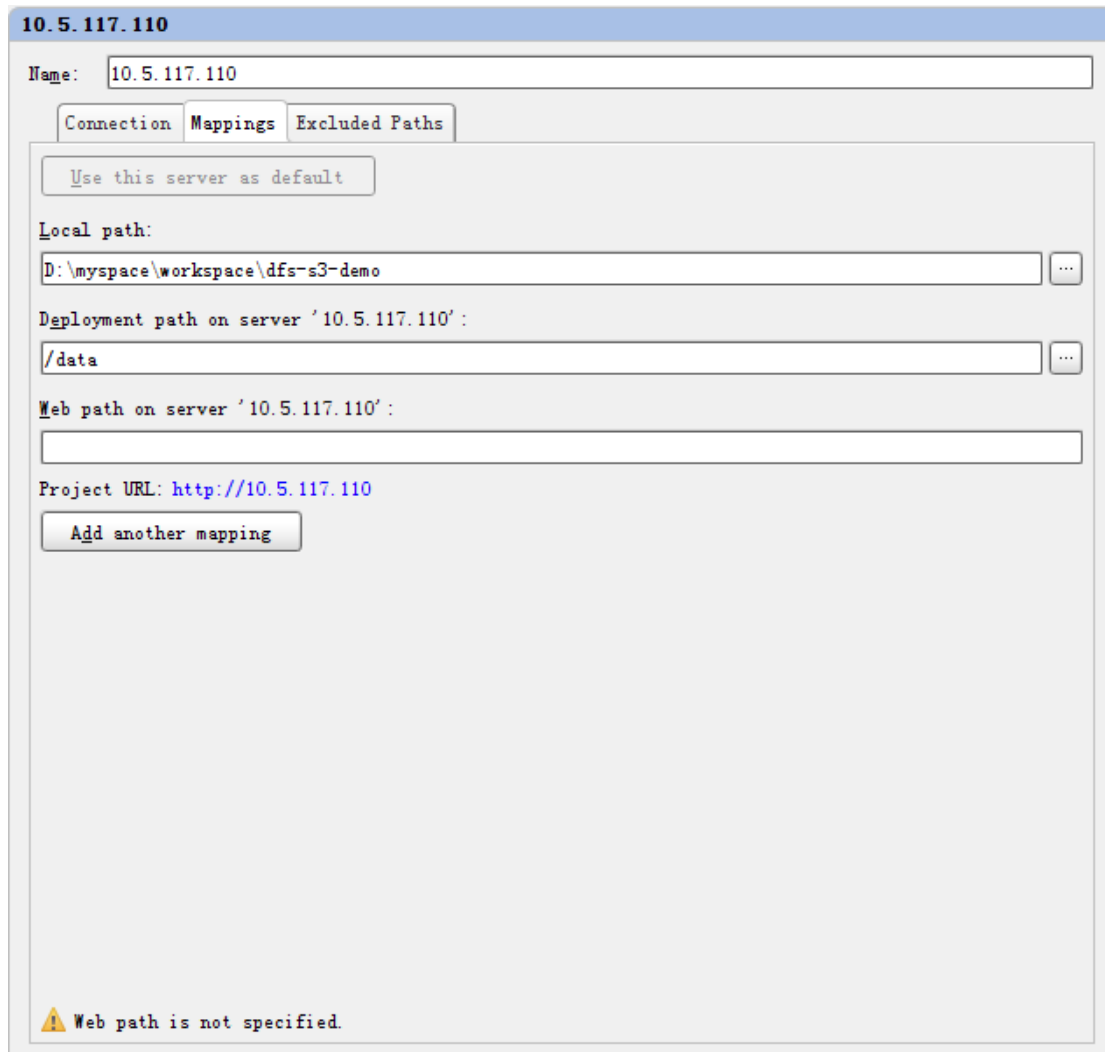 10.5.117.110
Name: 10.5.117.110
Connection Mappings Excluded Paths
Use this server as default
Local path:
D:\myspace\workspace\dfs-s3-demo
...
Deployment path on server '10.5.117.110':
/data
...
Web path on server '10.5.117.110':
Project URL: http://10.5.117.110
Add another mapping
Web path is not specified.